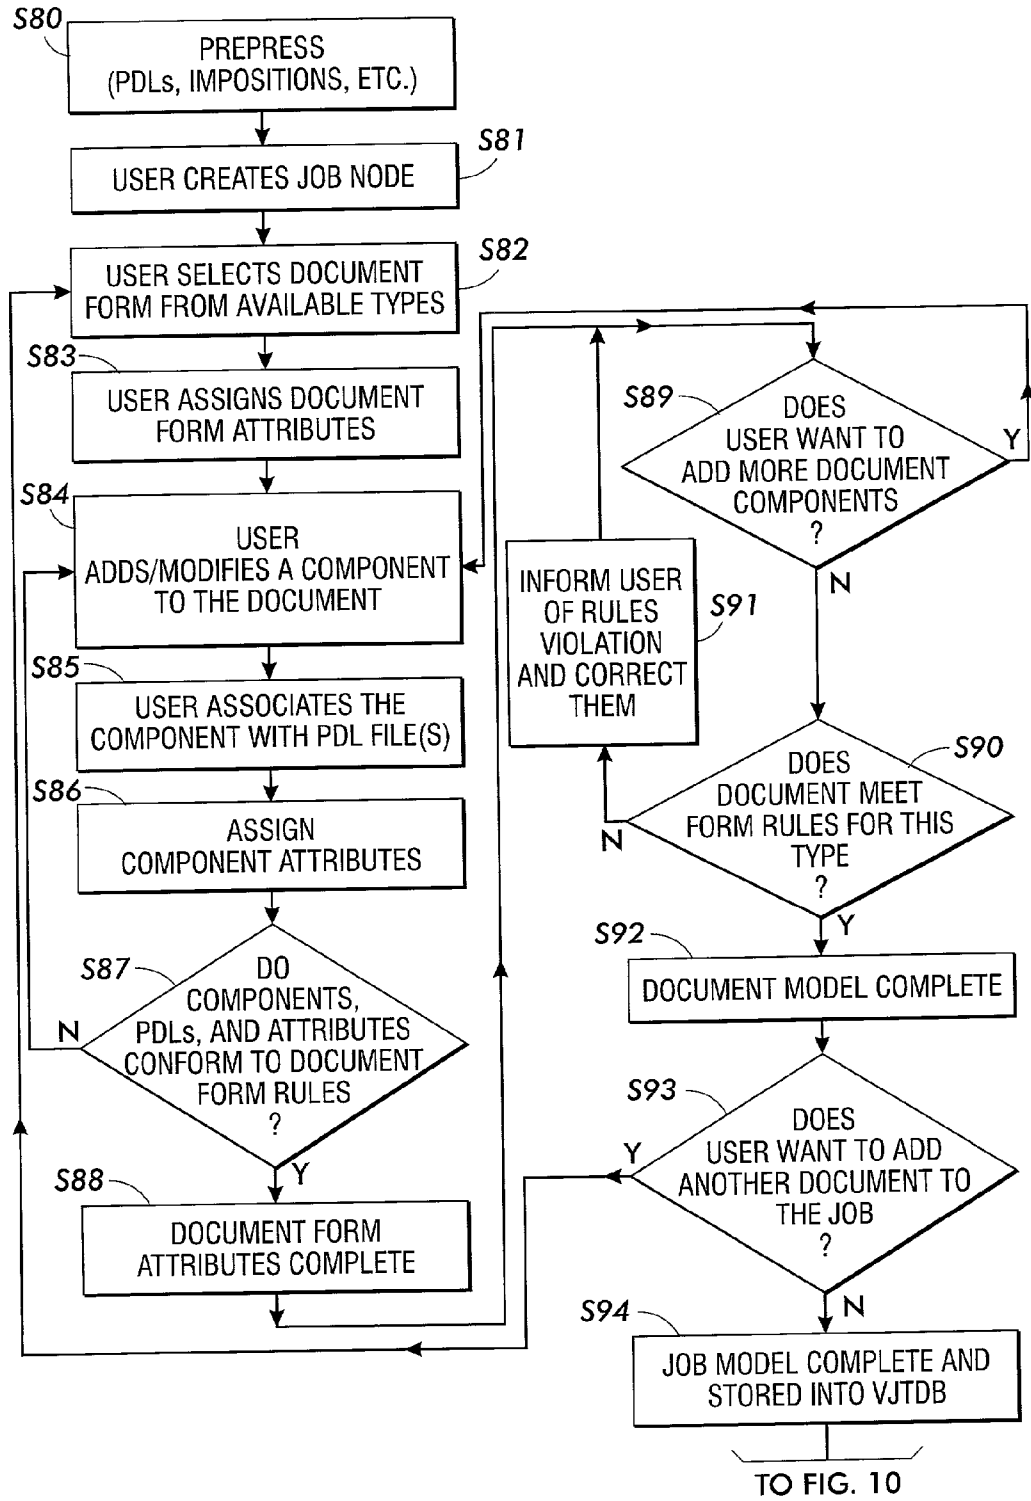 S80
PREPRESS
(PDLs, IMPOSITIONS, ETC.)
S81
USER CREATES JOB NODE
S82
USER SELECTS DOCUMENT
FORM FROM AVAILABLE TYPES
S83
USER ASSIGNS DOCUMENT
FORM ATTRIBUTES
S84
USER
ADDS/MODIFIES A COMPONENT
TO THE DOCUMENT
S85
USER ASSOCIATES THE
COMPONENT WITH PDL FILE(S)
S86
ASSIGN
COMPONENT ATTRIBUTES
S87
DO
COMPONENTS,
PDLs, AND ATTRIBUTES
CONFORM TO DOCUMENT
FORM RULES
?
N
Y
S88
DOCUMENT FORM
ATTRIBUTES COMPLETE
S89
DOES
USER WANT TO
ADD MORE DOCUMENT
COMPONENTS
?
Y
N
S91
INFORM USER
OF RULES
VIOLATION
AND CORRECT
THEM
S90
DOES
DOCUMENT MEET
FORM RULES FOR THIS
TYPE
?
N
Y
S92
DOCUMENT MODEL COMPLETE
S93
DOES
USER WANT TO ADD
ANOTHER DOCUMENT TO
THE JOB
?
Y
N
S94
JOB MODEL COMPLETE AND
STORED INTO VJTDB
TO FIG. 10